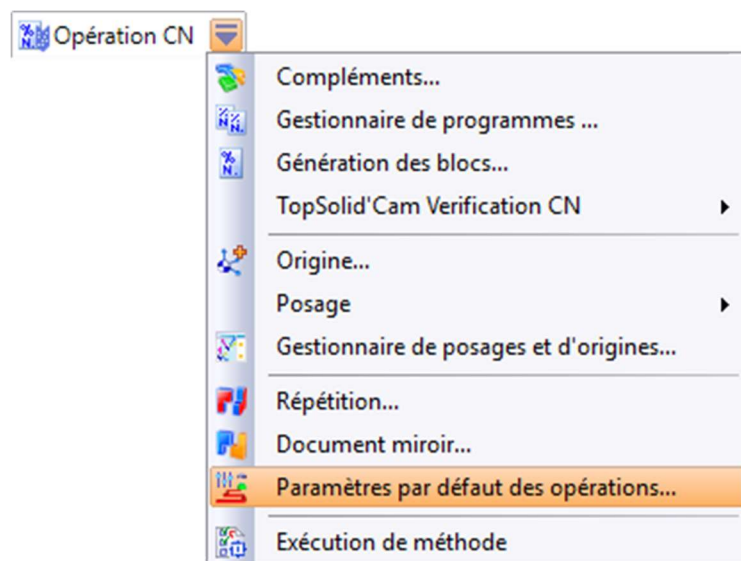 Opération CN
Compléments...
Gestionnaire de programmes ...
Génération des blocs...
TopSolid'Cam Verification CN
Origine...
Posage
Gestionnaire de posages et d'origines...
Répétition...
Document miroir...
Paramètres par défaut des opérations...
Exécution de méthode